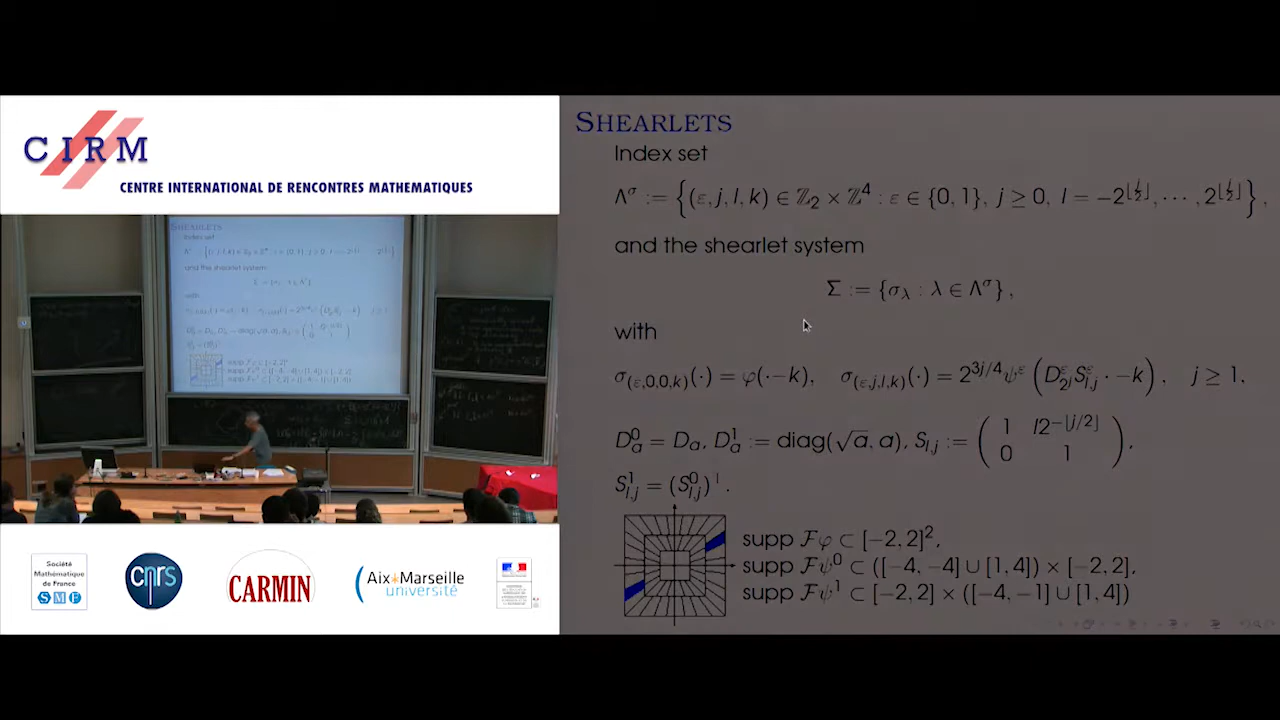 CIRM
CENTRE INTERNATIONAL DE RENCONTRES MATHEMATIQUES
SHEARLETS
Index set
Λ^σ := {(ε, j, l, k) ∈ ℤ₂ × ℤ⁴ : ε ∈ {0, 1}, j ≥ 0, l = −2^{⌊j/2⌋}, ⋯ , 2^{⌊j/2⌋}},
and the shearlet system
Σ := {σ_λ : λ ∈ Λ^σ},
with
σ_{(ε,0,0,k)}(·) = φ(· − k), σ_{(ε,j,l,k)}(·) = 2^{3j/4} ψ^ε (D^ε_{2^j} S^ε_{l,j} · −k), j ≥ 1.
D^0_a = D_a, D^1_a := diag(√a, a), S_{l,j} := ( 1 l2^{−⌊j/2⌋} ; 0 1 ),
S^1_{l,j} = (S^0_{l,j})^⊤.
supp ℱφ ⊂ [−2, 2]²,
supp ℱψ⁰ ⊂ ([−4, −4] ∪ [1, 4]) × [−2, 2],
supp ℱψ¹ ⊂ [−2, 2] × ([−4, −1] ∪ [1, 4])
Société
Mathématique
de France
SMF
cnrs
CARMIN
Aix*Marseille
université